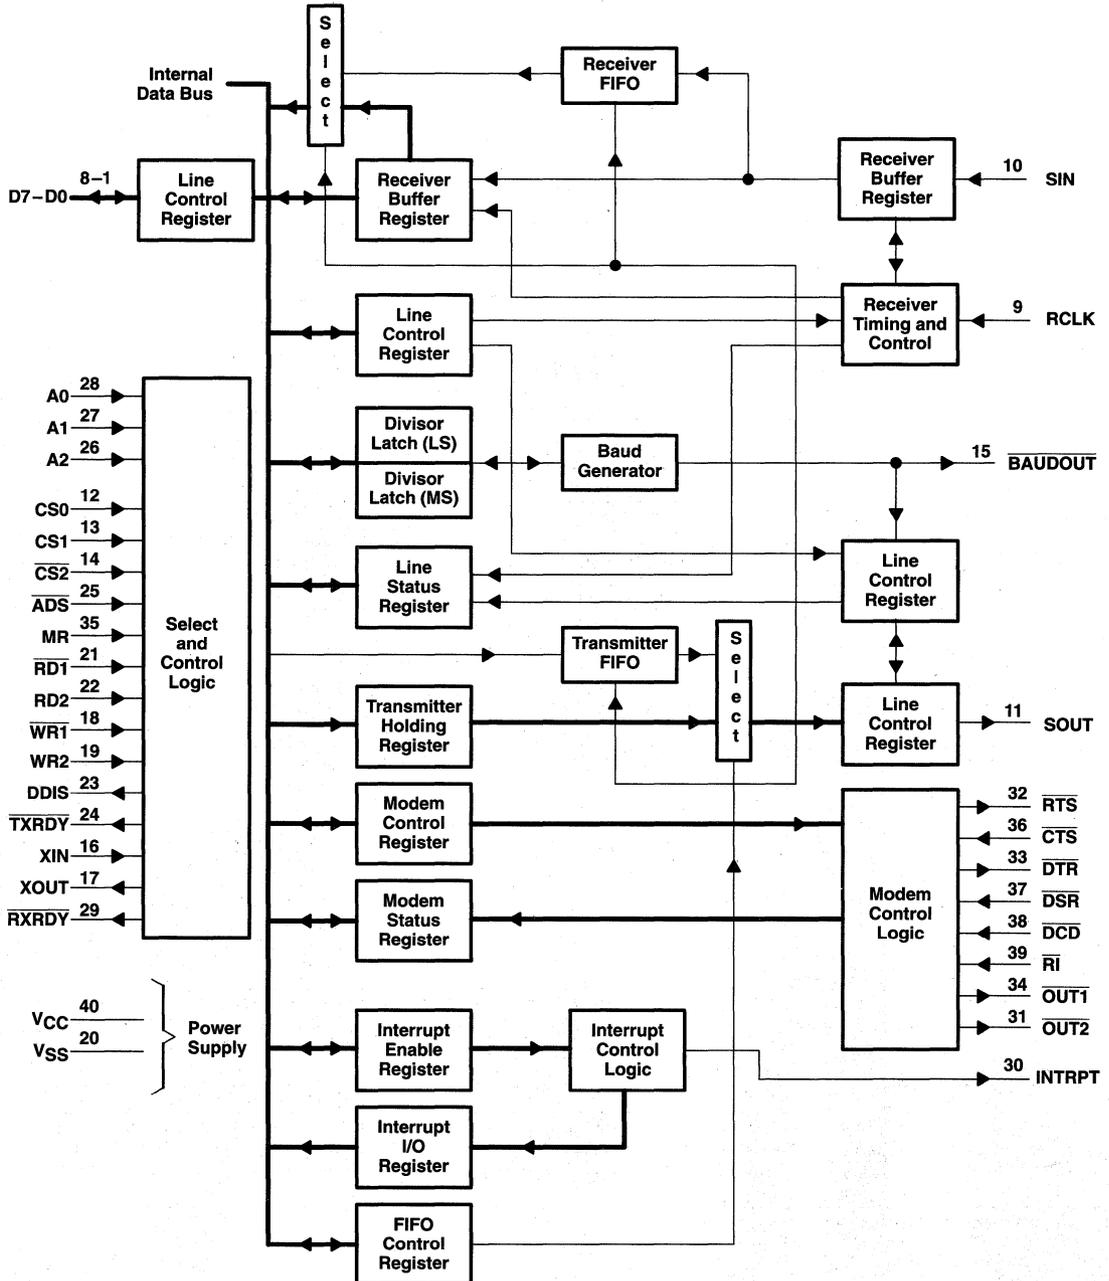 S
e
l
e
c
t
Internal
Data Bus
Receiver
FIFO
8–1
D7–D0
Line
Control
Register
Receiver
Buffer
Register
Receiver
Buffer
Register
10
SIN
Line
Control
Register
Receiver
Timing and
Control
9
RCLK
A0 28
A1 27
A2 26
CS0 12
CS1 13
CS2 14
ADS 25
MR 35
RD1 21
RD2 22
WR1 18
WR2 19
DDIS 23
TXRDY 24
XIN 16
XOUT 17
RXRDY 29
Select
and
Control
Logic
Divisor
Latch (LS)
Divisor
Latch (MS)
Baud
Generator
15
BAUDOUT
Line
Status
Register
Line
Control
Register
Transmitter
FIFO
S
e
l
e
c
t
Transmitter
Holding
Register
Line
Control
Register
11
SOUT
Modem
Control
Register
Modem
Status
Register
Modem
Control
Logic
32 RTS
36 CTS
33 DTR
37 DSR
38 DCD
39 RI
34 OUT1
31 OUT2
VCC 40
VSS 20
Power
Supply
Interrupt
Enable
Register
Interrupt
Control
Logic
30
INTRPT
Interrupt
I/O
Register
FIFO
Control
Register